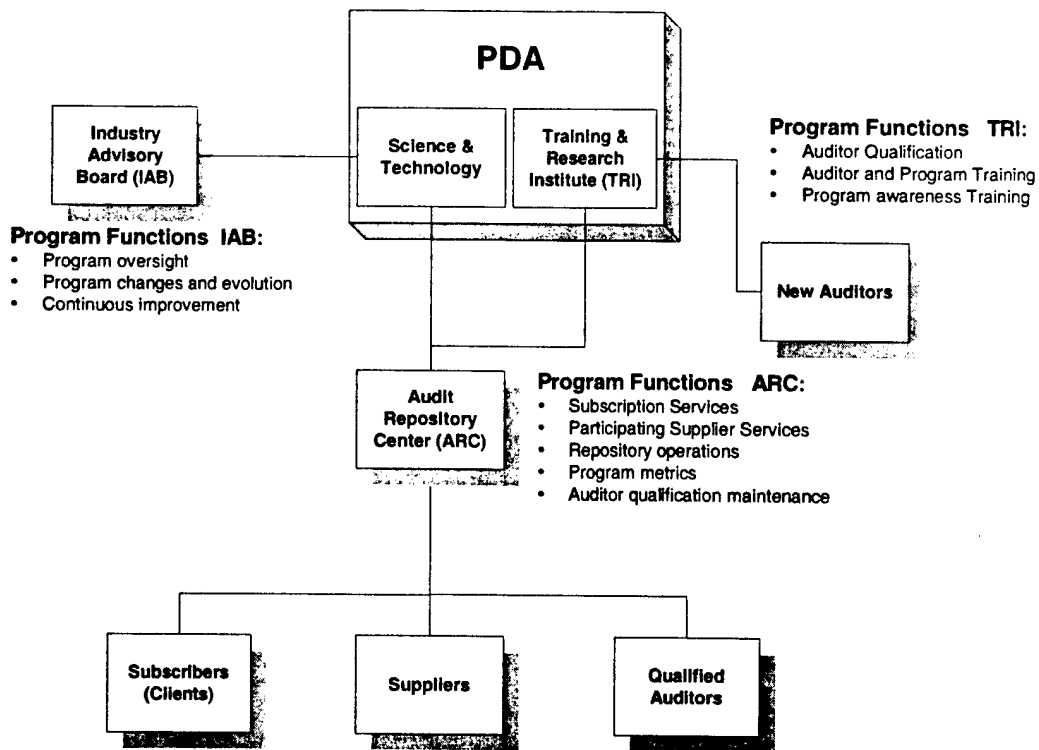 PDA
Industry
Advisory
Board (IAB)
Science &
Technology
Training &
Research
Institute (TRI)
Program Functions TRI:
• Auditor Qualification
• Auditor and Program Training
• Program awareness Training
Program Functions IAB:
• Program oversight
• Program changes and evolution
• Continuous improvement
New Auditors
Audit
Repository
Center (ARC)
Program Functions ARC:
• Subscription Services
• Participating Supplier Services
• Repository operations
• Program metrics
• Auditor qualification maintenance
Subscribers
(Clients)
Suppliers
Qualified
Auditors